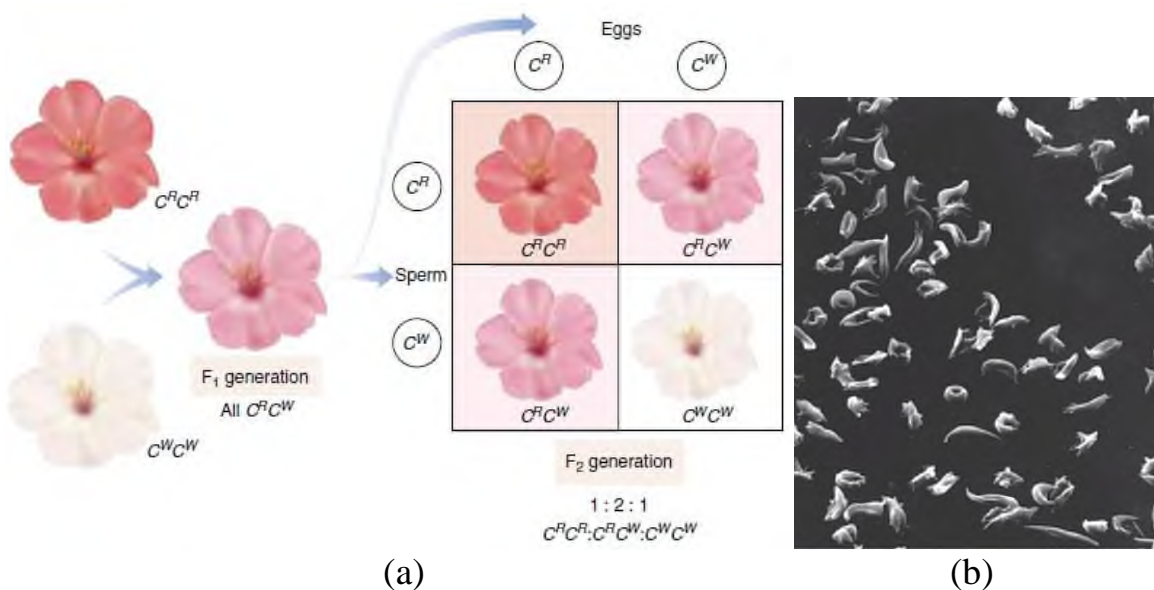 Eggs
C^R
C^W
C^R
C^RC^R
C^RC^R
C^RC^W
Sperm
C^W
F₁ generation
All C^RC^W
C^WC^W
C^RC^W
C^WC^W
F₂ generation
1 : 2 : 1
C^RC^R:C^RC^W:C^WC^W
(a)
(b)